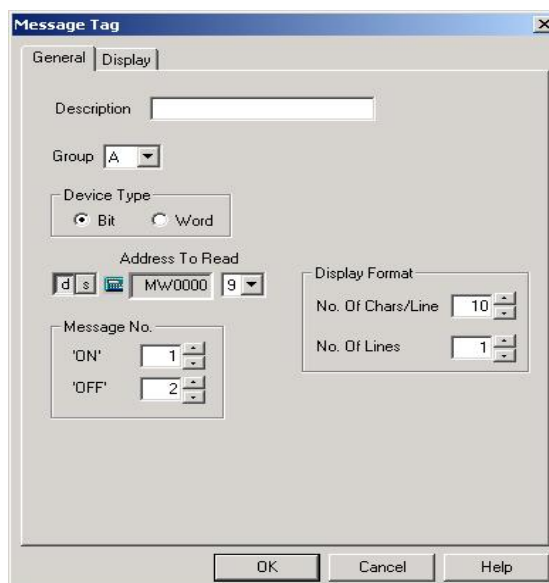 Message Tag
General Display
Description
Group A
Device Type
Bit Word
Address To Read
d s MW0000 9
Display Format
No. Of Chars/Line 10
No. Of Lines 1
Message No.
'ON' 1
'OFF' 2
OK Cancel Help